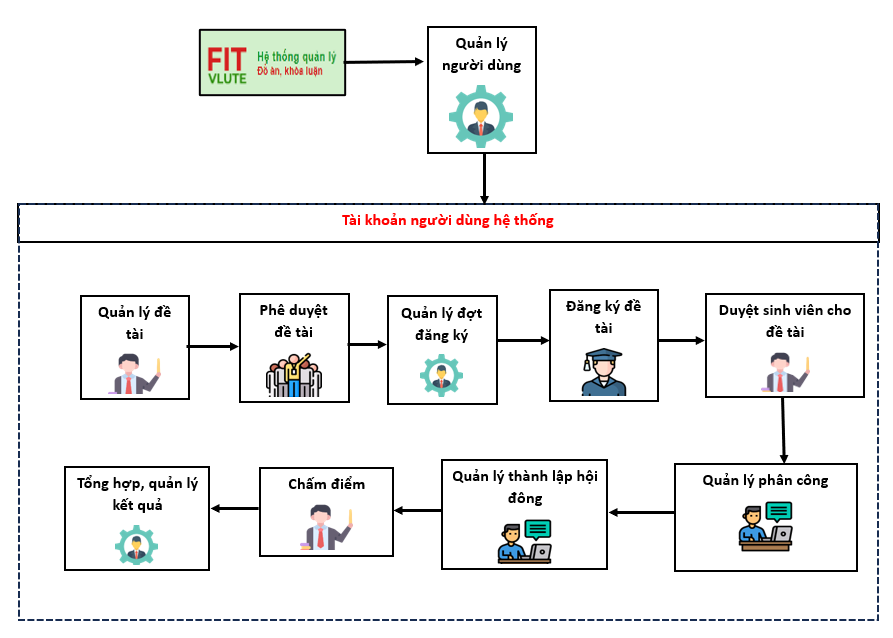 FIT
VLUTE
Hệ thống quản lý
Đồ án, khóa luận
Quản lý
người dùng
Tài khoản người dùng hệ thống
Quản lý đề
tài
Phê duyệt
đề tài
Quản lý đợt
đăng ký
Đăng ký đề
tài
Duyệt sinh viên cho
đề tài
Tổng hợp, quản lý
kết quả
Chấm điểm
Quản lý thành lập hội
đông
Quản lý phân công